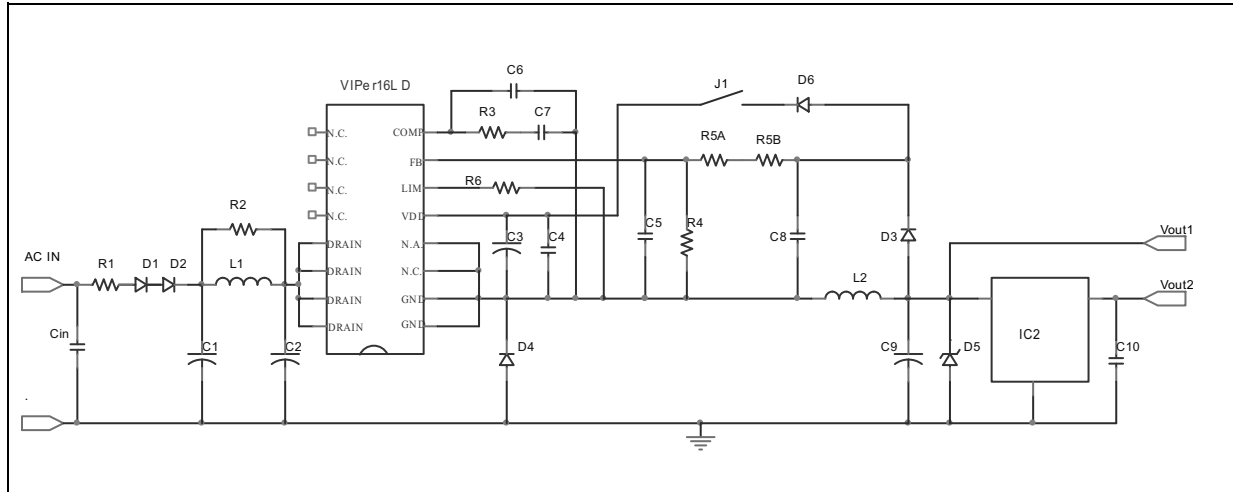 VIPer16L D
C6
J1
D6
N.C.
COMP
R3
C7
R5A
R5B
N.C.
FB
N.C.
LIM
R6
N.C.
VDD
R2
C3
C4
C5
R4
C8
D3
DRAIN
N.A.
Vout1
AC IN
R1
D1
D2
L1
DRAIN
N.C.
L2
Vout2
DRAIN
GND
DRAIN
GND
Cin
C1
C2
D4
C9
D5
IC2
C10
.